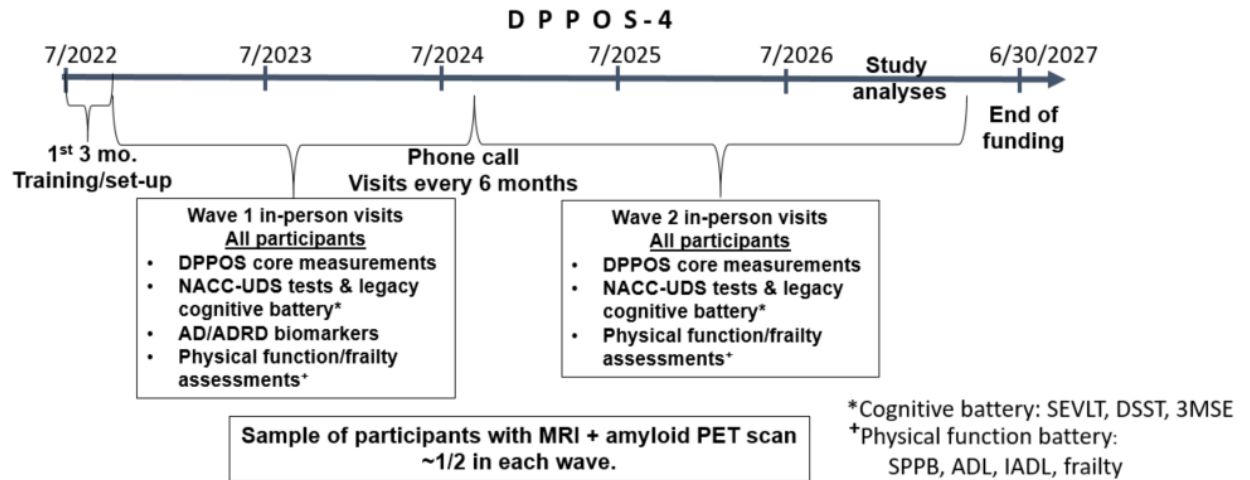 D P P O S - 4
7/2022 7/2023 7/2024 7/2025 7/2026 6/30/2027
Study
analyses
End of
funding
1st 3 mo.
Training/set-up
Phone call
Visits every 6 months
Wave 1 in-person visits
All participants
• DPPOS core measurements
• NACC-UDS tests & legacy
cognitive battery*
• AD/ADRD biomarkers
• Physical function/frailty
assessments+
Wave 2 in-person visits
All participants
• DPPOS core measurements
• NACC-UDS tests & legacy
cognitive battery*
• Physical function/frailty
assessments+
Sample of participants with MRI + amyloid PET scan
~1/2 in each wave.
*Cognitive battery: SEVLT, DSST, 3MSE
+Physical function battery:
SPPB, ADL, IADL, frailty